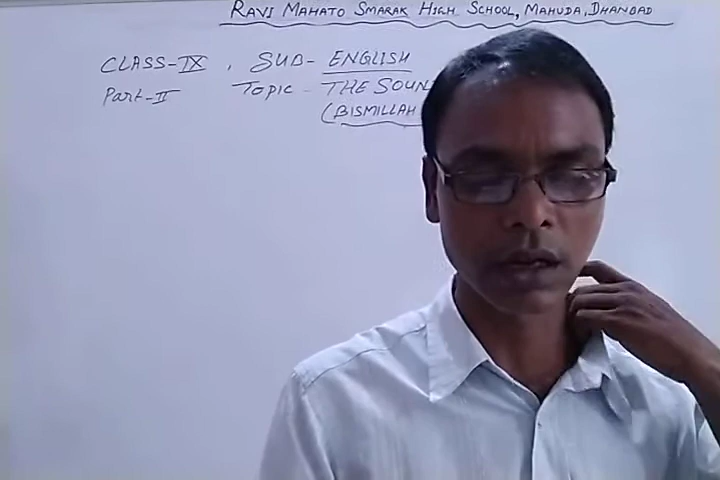 RAVI MAHATO SMARAK HIGH SCHOOL, MAHUDA, DHANBAD
CLASS-IX, SUB- ENGLISH
Part-II TOPIC - THE SOUN
(BISMILLAH